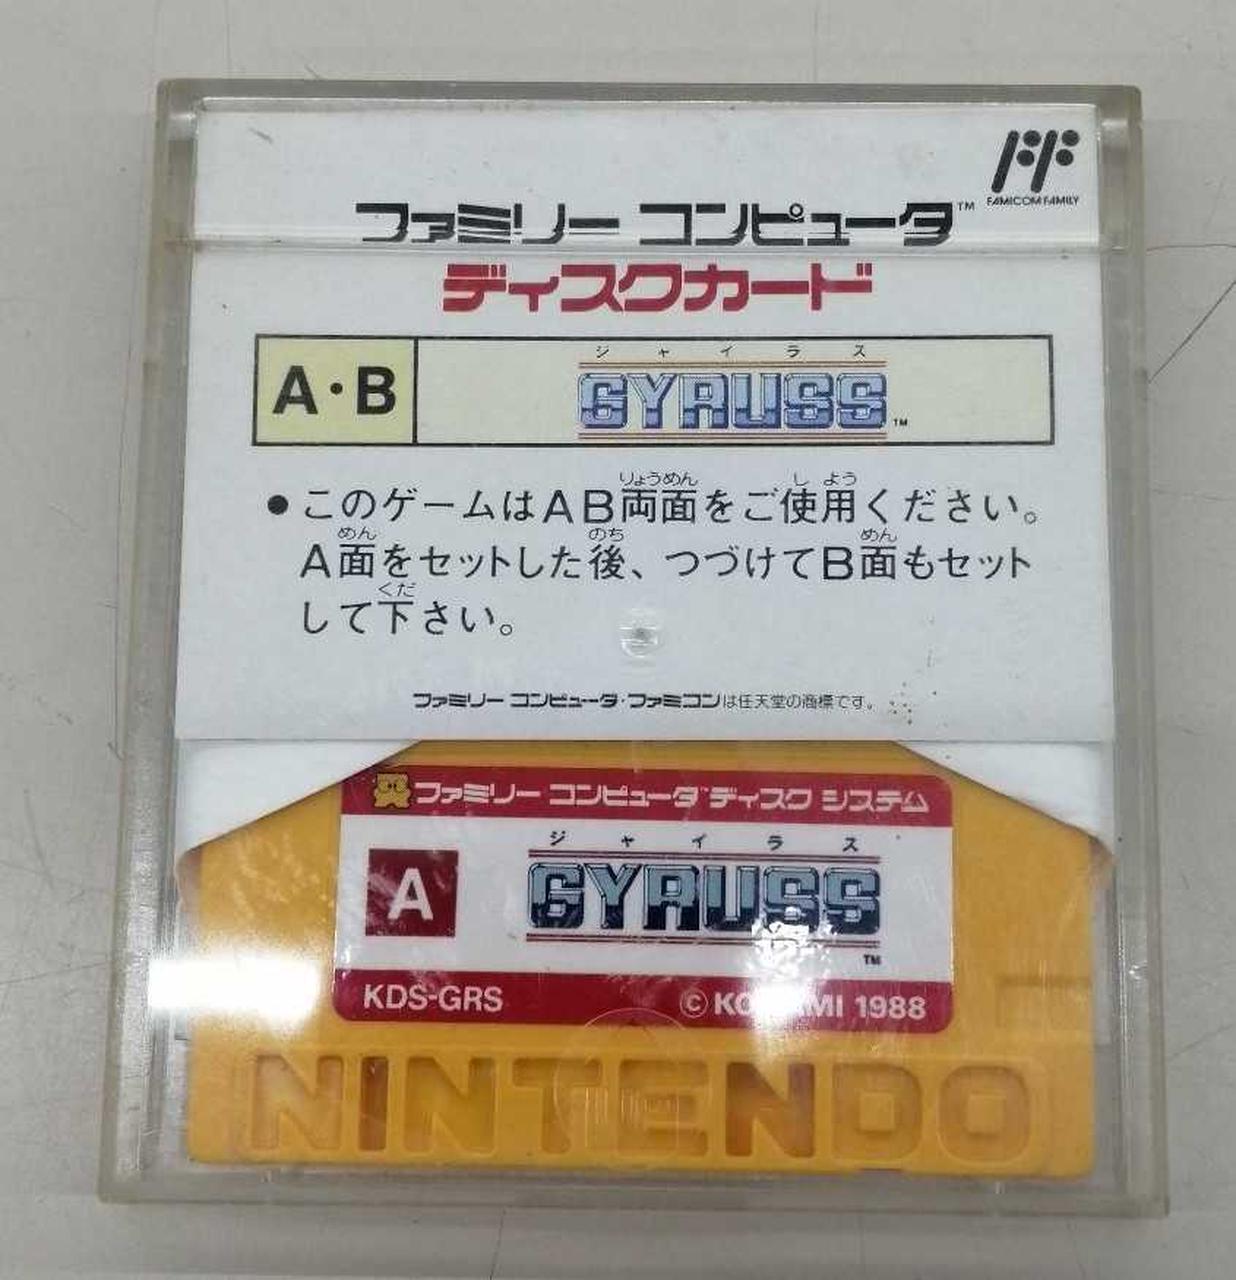 FAMICOM FAMILY
ファミリー コンピュータ™
ディスクカード
A・B
ジャイラス
GYRUSS™
りょうめん しよう
●このゲームはAB両面をご使用ください。
めん のち めん
A面をセットした後、つづけてB面もセット
くだ
して下さい。
ファミリー コンピュータ・ファミコンは任天堂の商標です。
ファミリー コンピュータ™ ディスク システム
ジャイラス
A
GYRUSS
TM
KDS-GRS
© KONAMI 1988
NINTENDO